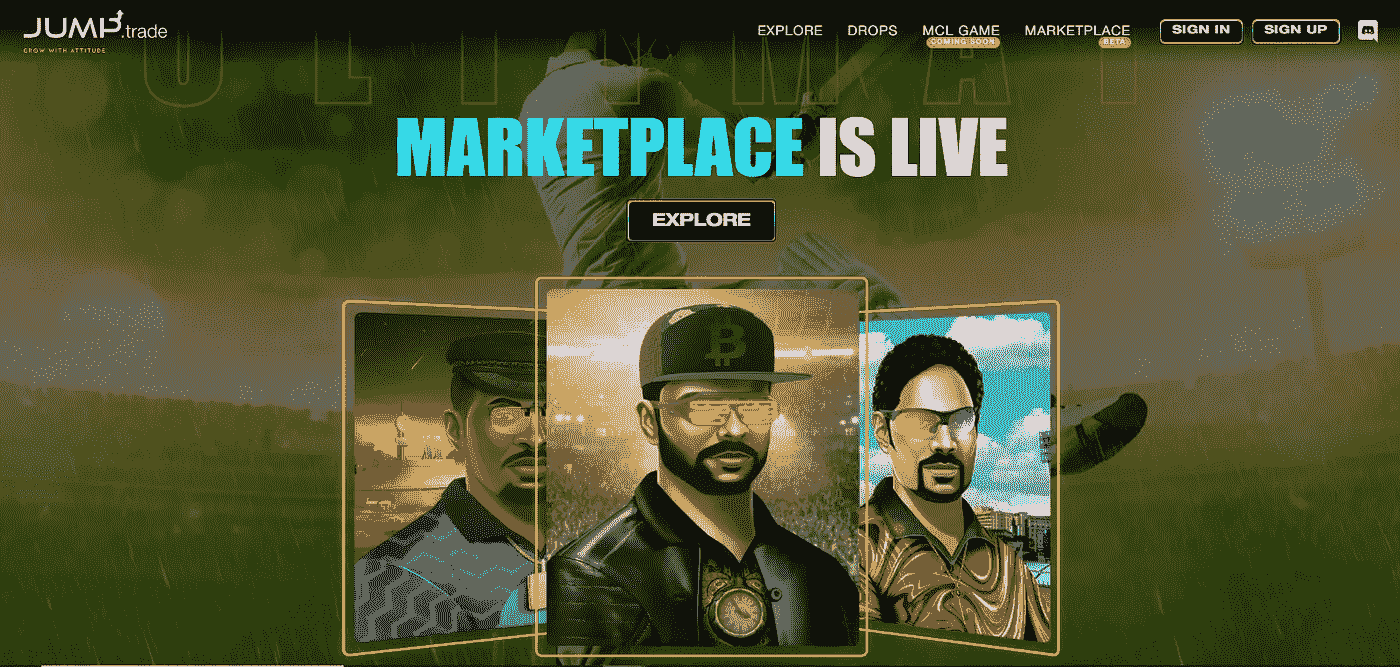 JUMP.trade
GROW WITH ATTITUDE
EXPLORE DROPS MCL GAME MARKETPLACE SIGN IN SIGN UP
COMING SOON BETA
ULTIMAT
MARKETPLACE IS LIVE
EXPLORE